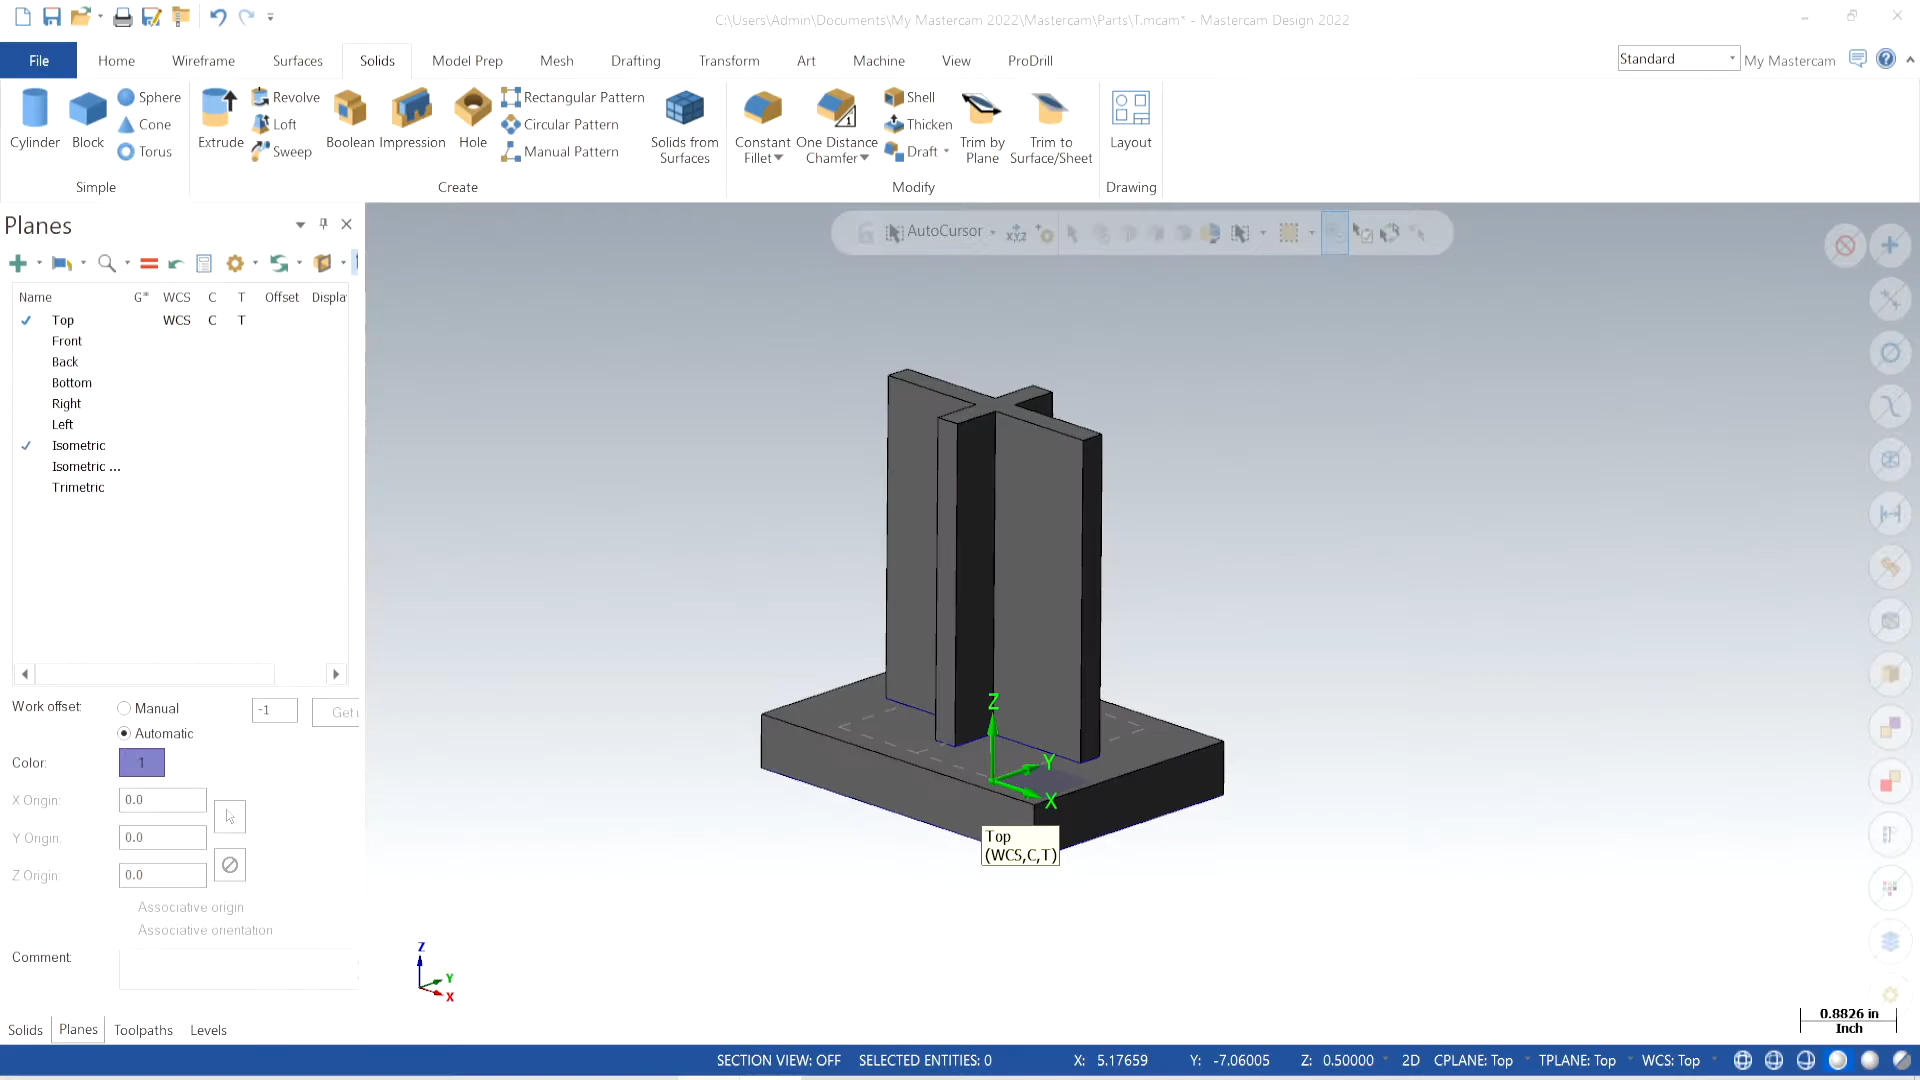 C:\Users\Admin\Documents\My Mastercam 2022\Mastercam\Parts\T.mcam* - Mastercam Design 2022
File Home Wireframe Surfaces Solids Model Prep Mesh Drafting Transform Art Machine View ProDrill Standard My Mastercam
Cylinder Block Sphere Cone Torus
Simple
Extrude Revolve Loft Sweep Boolean Impression Hole Rectangular Pattern Circular Pattern Manual Pattern Solids from Surfaces
Create
Constant Fillet One Distance Chamfer 1 Shell Thicken Draft Trim by Plane Trim to Surface/Sheet
Modify
Layout
Drawing
Planes
AutoCursor
Name G* WCS C T Offset Displa
Top WCS C T
Front
Back
Bottom
Right
Left
Isometric
Isometric ...
Trimetric
Work offset: Manual -1 Get
Automatic
Color: 1
X Origin: 0.0
Y Origin: 0.0
Z Origin: 0.0
Associative origin
Associative orientation
Comment:
Z
Y
X
Top
(WCS,C,T)
Z
Y
X
0.8826 in
Inch
Solids Planes Toolpaths Levels
SECTION VIEW: OFF SELECTED ENTITIES: 0 X: 5.17659 Y: -7.06005 Z: 0.50000 2D CPLANE: Top TPLANE: Top WCS: Top